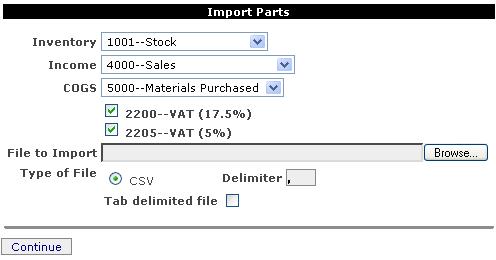 Import Parts
Inventory 1001--Stock
Income 4000--Sales
COGS 5000--Materials Purchased
2200--VAT (17.5%)
2205--VAT (5%)
File to Import Browse...
Type of File CSV Delimiter ,
Tab delimited file
Continue